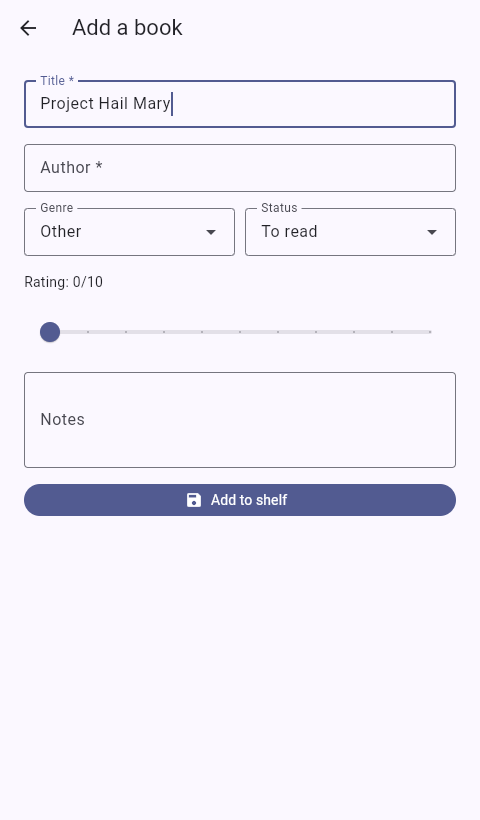 Add a book
Title *
Project Hail Mary
Author *
Genre
Status
Other
To read
Rating: 0/10
Notes
Add to shelf